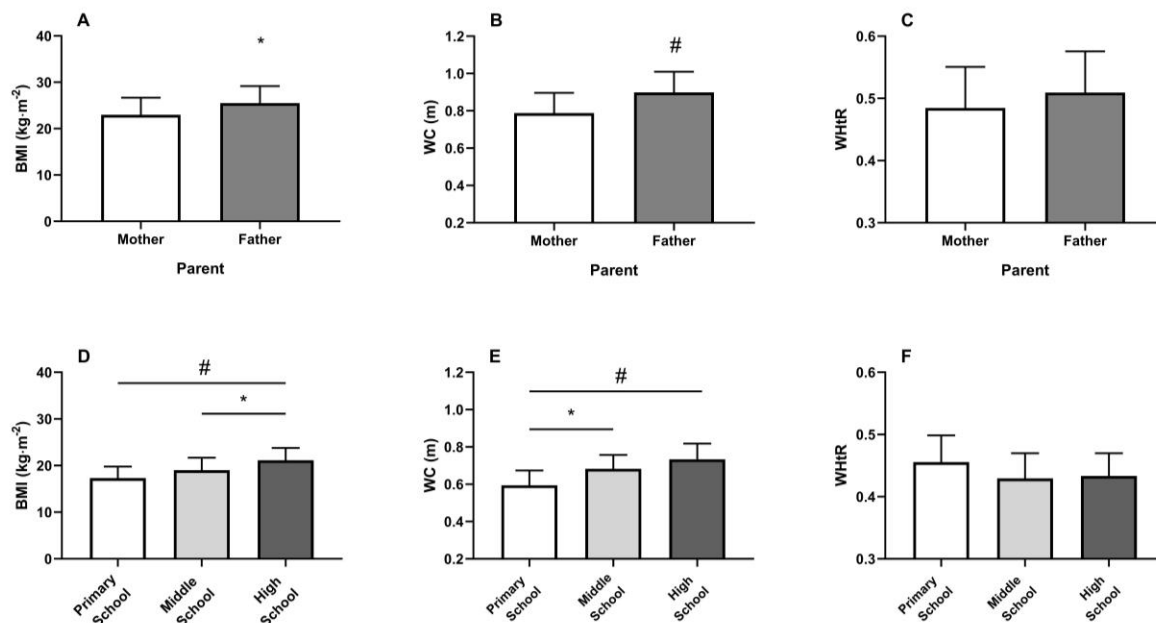 A
B
C
40
30
20
10
0
BMI (kg·m⁻²)
*
Mother
Father
Parent
1.2
1.0
0.8
0.6
0.4
0.2
WC (m)
#
Mother
Father
Parent
0.6
0.5
0.4
0.3
WHtR
Mother
Father
Parent
D
E
F
40
30
20
10
0
BMI (kg·m⁻²)
#
*
Primary
School
Middle
School
High
School
1.2
1.0
0.8
0.6
0.4
0.2
WC (m)
#
*
Primary
School
Middle
School
High
School
0.6
0.5
0.4
0.3
WHtR
Primary
School
Middle
School
High
School